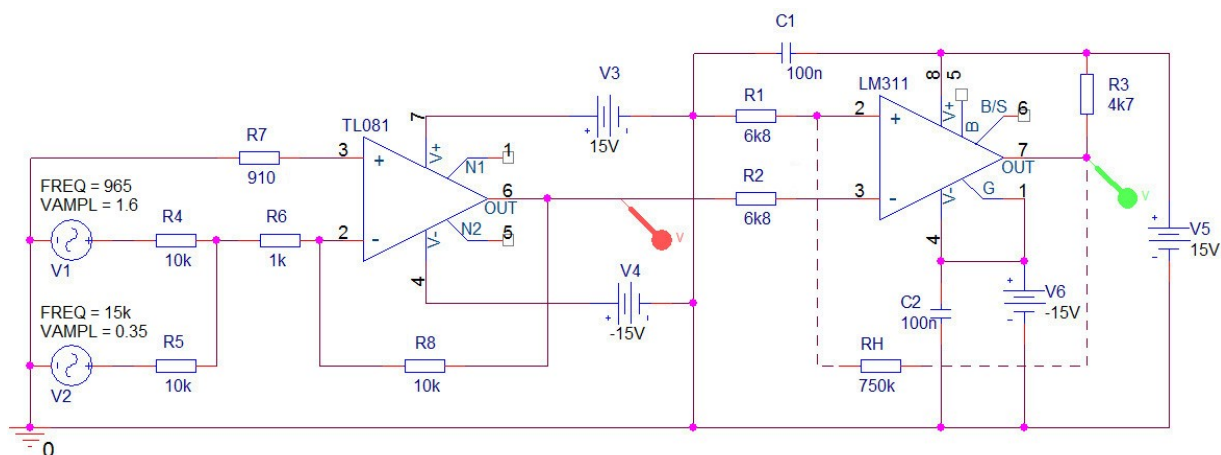 C1
100n
V3
15V
R1
6k8
LM311
8
5
V+
B
B/S
6
R3
4k7
TL081
7
V+
N1
1
2
+
7
OUT
R7
910
3
+
R2
6k8
3
-
G
1
V-
4
6
OUT
V
V
FREQ = 965
VAMPL = 1.6
V1
R4
10k
R6
1k
2
-
N2
5
V-
4
V4
-15V
V5
15V
C2
100n
V6
-15V
FREQ = 15k
VAMPL = 0.35
V2
R5
10k
R8
10k
RH
750k
0